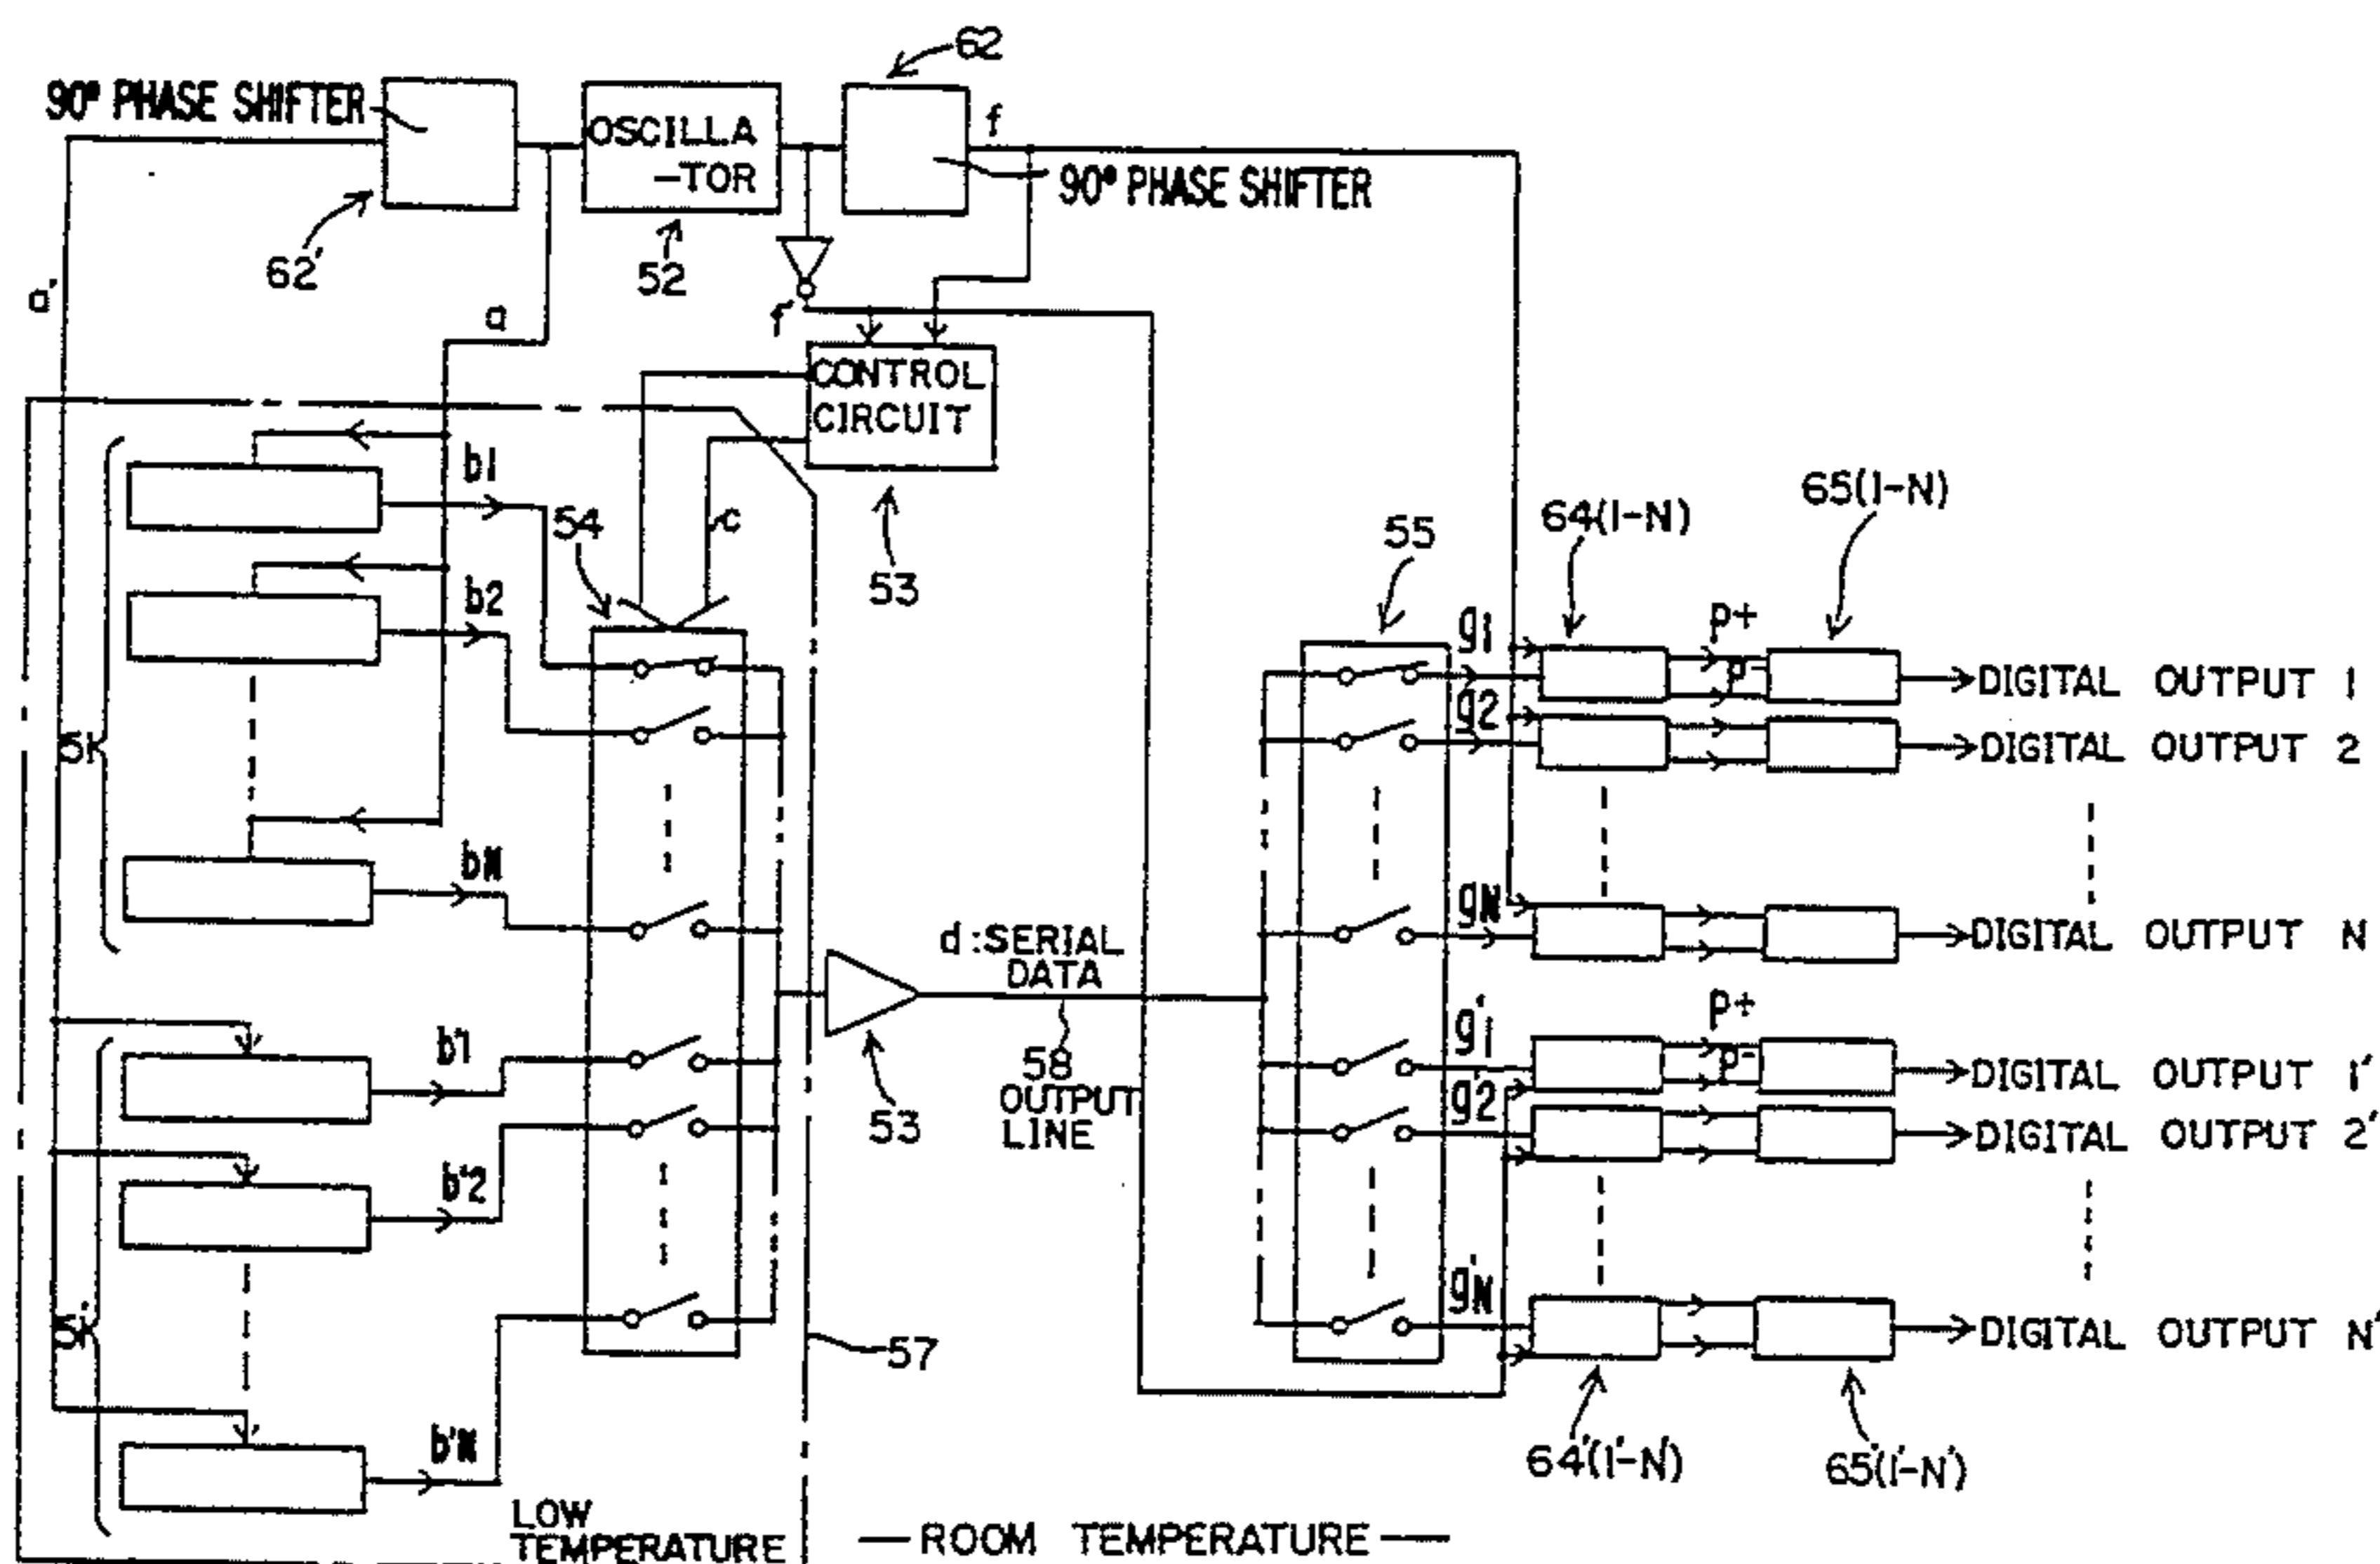 62
90° PHASE SHIFTER
OSCILLA
-TOR
f
90° PHASE SHIFTER
62'
52
a'
a
f'
CONTROL
CIRCUIT
b1
54
c
53
55
64(1-N)
65(1-N)
b2
g1
P+
P-
DIGITAL OUTPUT 1
g2
DIGITAL OUTPUT 2
51
bN
gN
DIGITAL OUTPUT N
d : SERIAL
DATA
58
OUTPUT
LINE
53
b'1
g'1
P+
P-
DIGITAL OUTPUT 1'
g'2
DIGITAL OUTPUT 2'
b'2
51'
g'N
DIGITAL OUTPUT N'
57
b'N
64'(1'-N')
65'(1'-N')
LOW
TEMPERATURE
— ROOM TEMPERATURE —